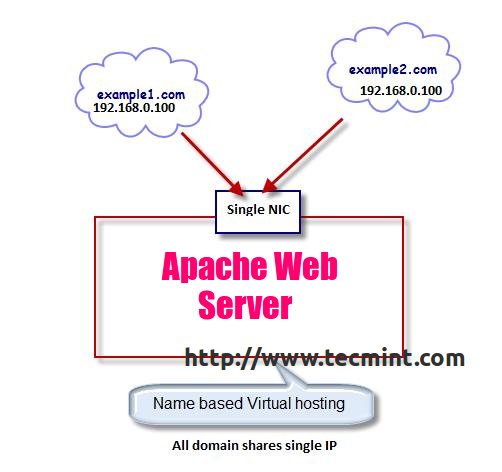 example1.com
192.168.0.100
example2.com
192.168.0.100
Single NIC
Apache Web
Server
http://www.tecmint.com
Name based Virtual hosting
All domain shares single IP